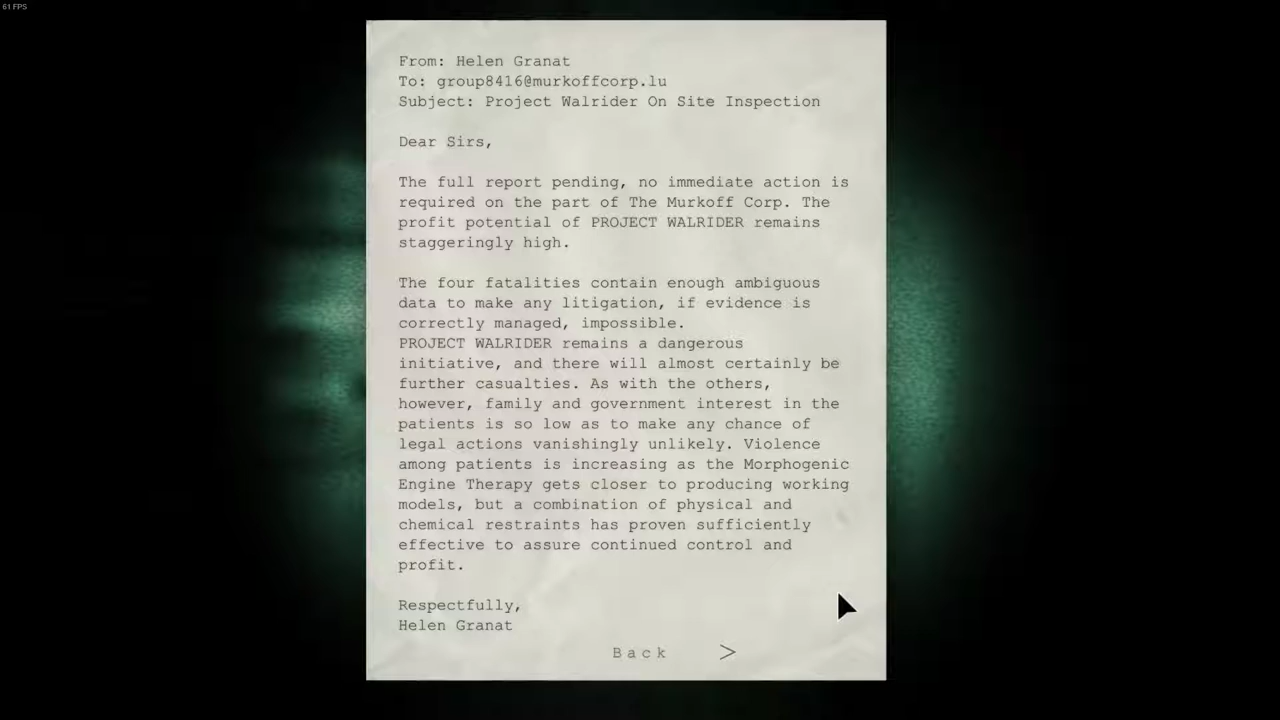 61 FPS
From: Helen Granat
To: group8416@murkoffcorp.lu
Subject: Project Walrider On Site Inspection
Dear Sirs,
The full report pending, no immediate action is
required on the part of The Murkoff Corp. The
profit potential of PROJECT WALRIDER remains
staggeringly high.
The four fatalities contain enough ambiguous
data to make any litigation, if evidence is
correctly managed, impossible.
PROJECT WALRIDER remains a dangerous
initiative, and there will almost certainly be
further casualties. As with the others,
however, family and government interest in the
patients is so low as to make any chance of
legal actions vanishingly unlikely. Violence
among patients is increasing as the Morphogenic
Engine Therapy gets closer to producing working
models, but a combination of physical and
chemical restraints has proven sufficiently
effective to assure continued control and
profit.
Respectfully,
Helen Granat
Back >